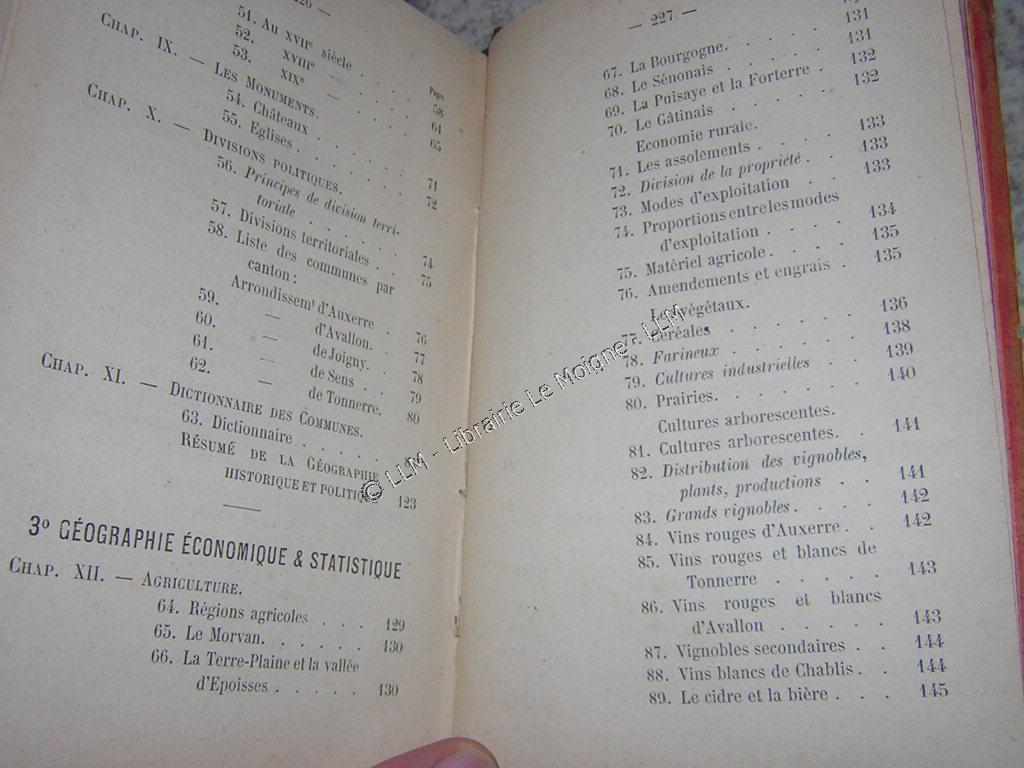 226 —
51. Au XVIIe siècle . . . .
52. XVIIIe —
53. XIXe —
Pages
58
CHAP. IX. — LES MONUMENTS.
54. Châteaux . . . . . 61
55. Eglises . . . . . . 65
CHAP. X. — DIVISIONS POLITIQUES.
71
56. Principes de division terri-
toriale . . . . . 72
57. Divisions territoriales . . 74
58. Liste des communes par 75
canton :
59. Arrondissemt d'Auxerre . 76
60. — d'Avallon. . 77
61. — de Joigny. . 78
62. — de Sens . . 79
— de Tonnerre. 80
CHAP. XI. — DICTIONNAIRE DES COMMUNES.
63. Dictionnaire . . . . .
RÉSUMÉ DE LA GÉOGRAPHIE
HISTORIQUE ET POLITIQUE 123
3o GÉOGRAPHIE ÉCONOMIQUE & STATISTIQUE
CHAP. XII. — AGRICULTURE.
64. Régions agricoles . . . 129
65. Le Morvan. . . . . . 130
66. La Terre-Plaine et la vallée
d'Epoisses . . . . . 130
— 227 —
67. La Bourgogne. . . . . 131
68. Le Sénonais . . . . . 131
69. La Puisaye et la Forterre . 132
70. Le Gâtinais . . . . . 132
Economie rurale.
71. Les assolements . . . . 133
72. Division de la propriété . . 133
73. Modes d'exploitation . . 133
74. Proportions entre les modes
d'exploitation . . . . 134
75. Matériel agricole. . . . 135
76. Amendements et engrais . 135
Les végétaux.
77. Céréales . . . . . . 136
78. Farineux . . . . . . 138
79. Cultures industrielles . . 139
80. Prairies. . . . . . . 140
Cultures arborescentes.
81. Cultures arborescentes. . . 141
82. Distribution des vignobles,
plants, productions . . 141
83. Grands vignobles. . . . 142
84. Vins rouges d'Auxerre . . 142
85. Vins rouges et blancs de
Tonnerre . . . . . 143
86. Vins rouges et blancs
d'Avallon . . . . . 143
87. Vignobles secondaires . . 144
88. Vins blancs de Chablis . . 144
89. Le cidre et la bière . . . 145
© LLM - Librairie Le Moigne - LLM